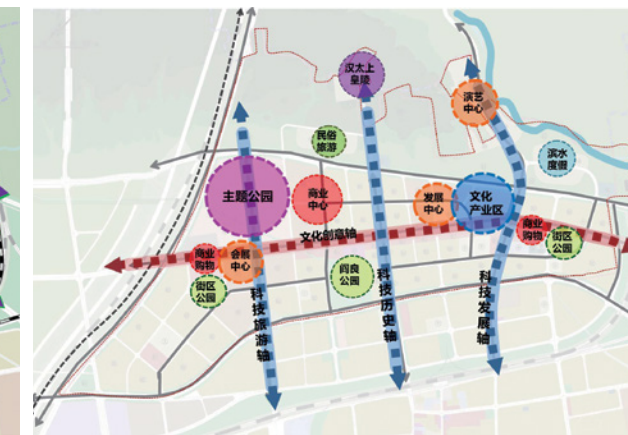 汉太上
皇陵
演艺
中心
民俗
旅游
滨水
度假
主题公园
商业
中心
发展
中心
文化
产业区
文化创意轴
商业
购物
会展
中心
街区
公园
阎良
公园
商业
购物
街区
公园
科技旅游轴
科技历史轴
科技发展轴